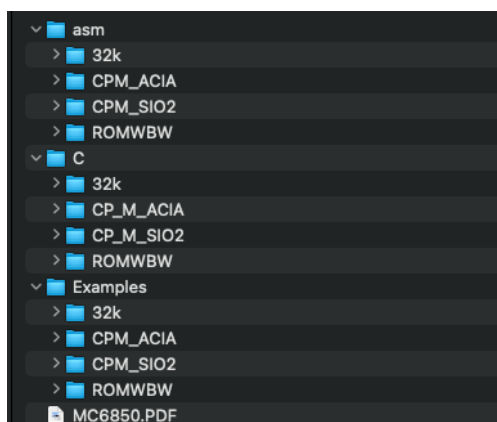 asm
32k
CPM_ACIA
CPM_SIO2
ROMWBW
C
32k
CP_M_ACIA
CP_M_SIO2
ROMWBW
Examples
32k
CPM_ACIA
CPM_SIO2
ROMWBW
MC6850.PDF